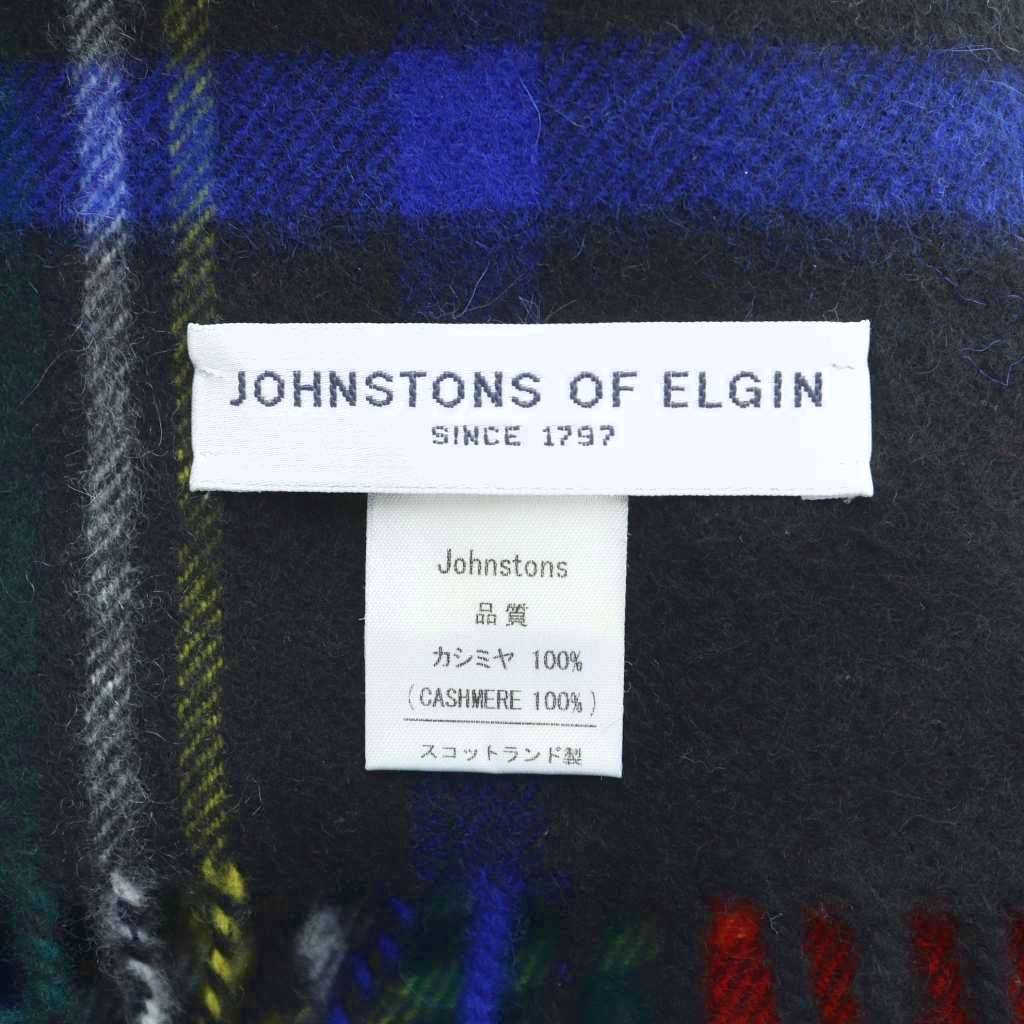 JOHNSTONS OF ELGIN
SINCE 1797
Johnstons
品質
カシミヤ 100%
(CASHMERE 100%)
スコットランド製